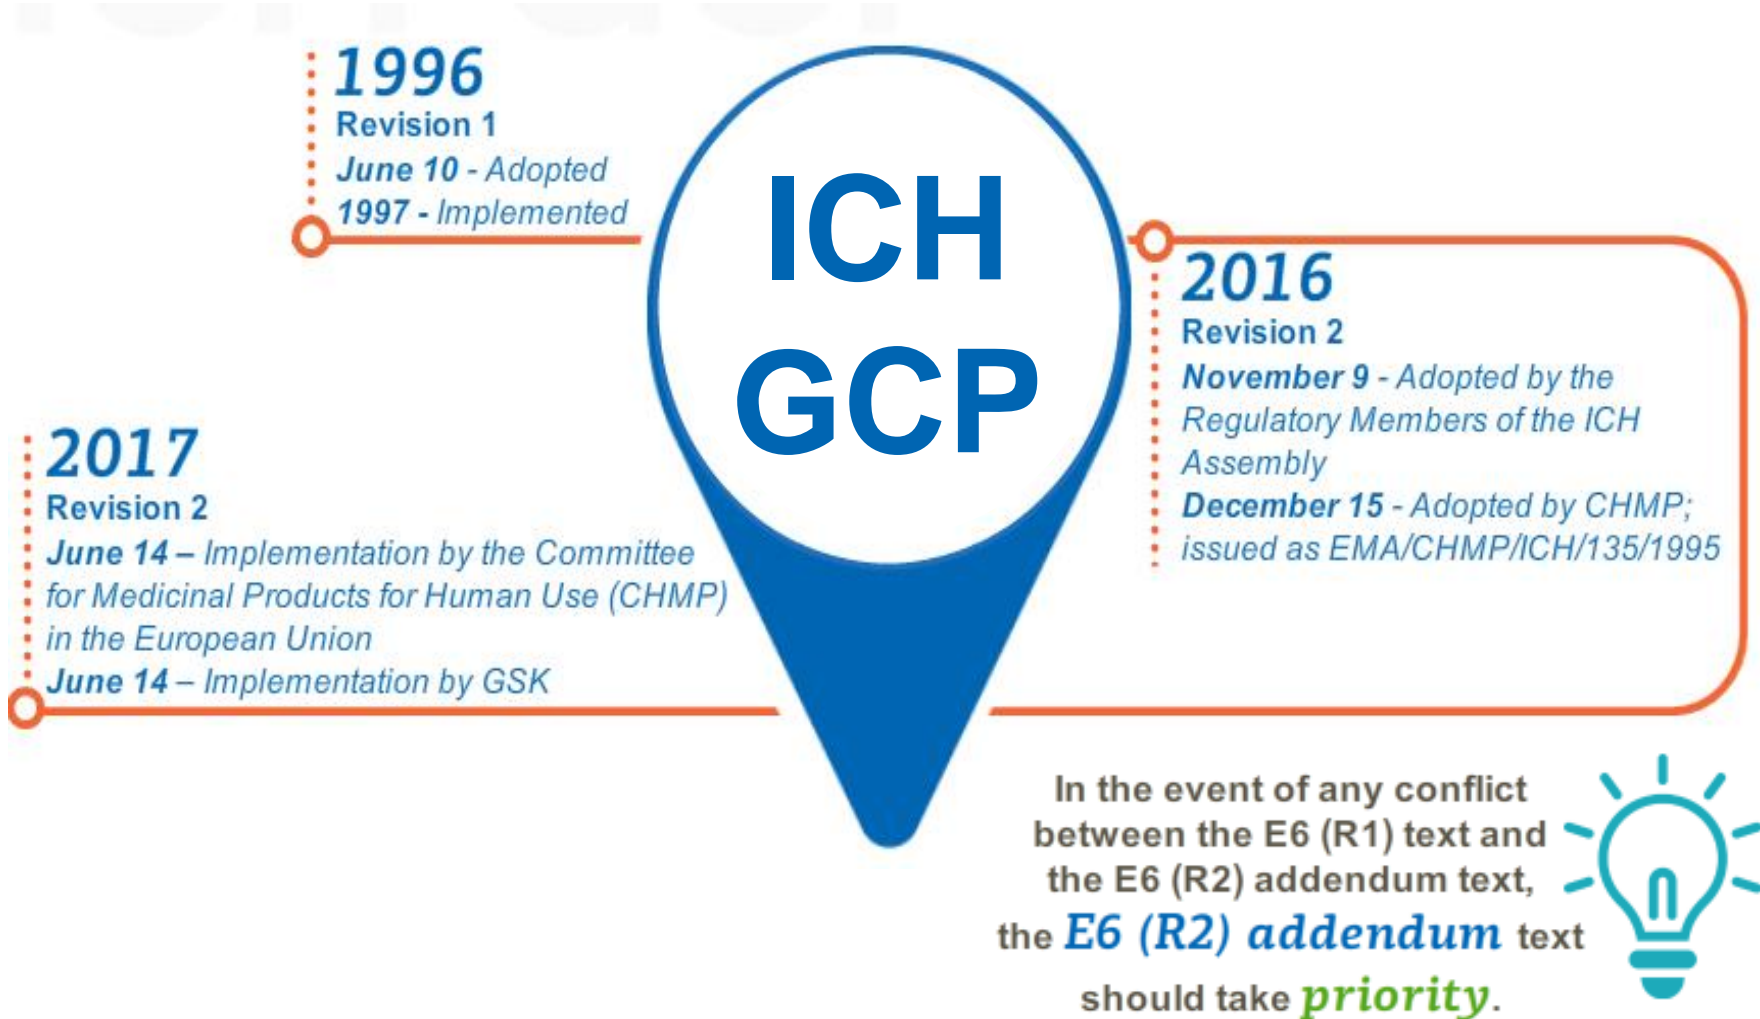 1996
Revision 1
June 10 - Adopted
1997 - Implemented
ICH
GCP
2016
Revision 2
November 9 - Adopted by the
Regulatory Members of the ICH
Assembly
December 15 - Adopted by CHMP;
issued as EMA/CHMP/ICH/135/1995
2017
Revision 2
June 14 – Implementation by the Committee
for Medicinal Products for Human Use (CHMP)
in the European Union
June 14 – Implementation by GSK
In the event of any conflict
between the E6 (R1) text and
the E6 (R2) addendum text,
the E6 (R2) addendum text
should take priority.